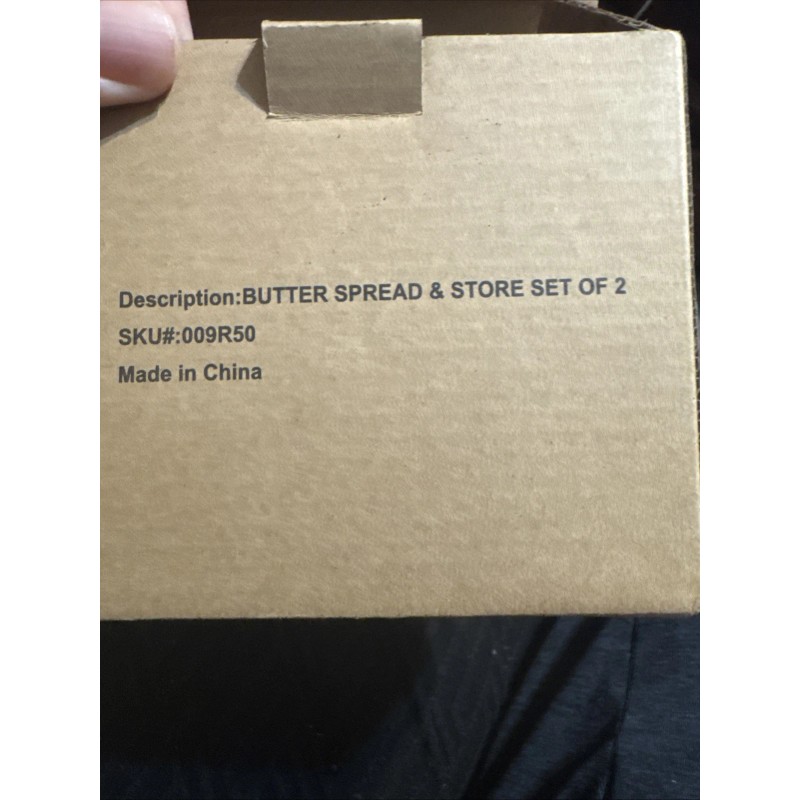 Description:BUTTER SPREAD & STORE SET OF 2
SKU#:009R50
Made in China